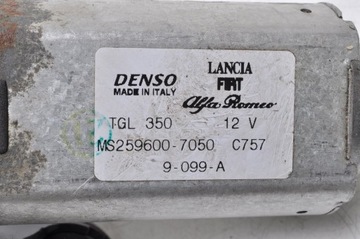 DENSO
MADE IN ITALY
LANCIA
FIAT
Alfa Romeo
TGL 350 12 V
MS259600-7050 C757
9-099-A